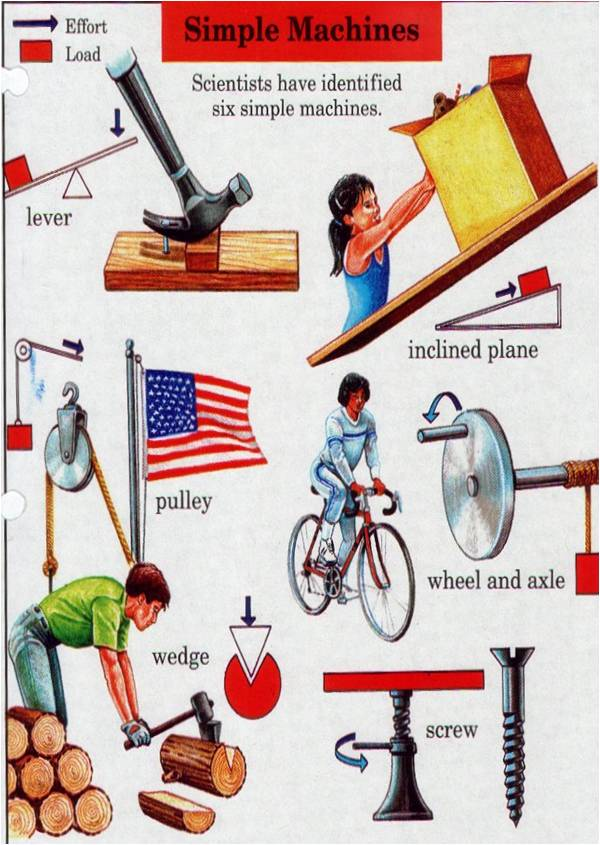 Effort
Load
Simple Machines
Scientists have identified
six simple machines.
lever
inclined plane
pulley
wheel and axle
wedge
screw